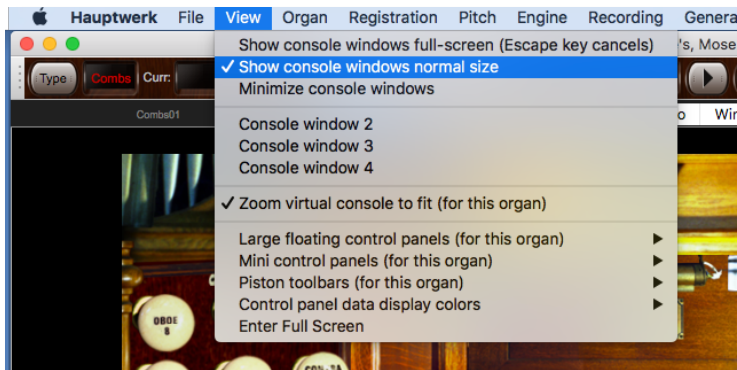 Hauptwerk File View Organ Registration Pitch Engine Recording Genera
Show console windows full-screen (Escape key cancels)
's, Mose
✓ Show console windows normal size
Type Combs Curr:
Minimize console windows
Combs01
o Wir
Console window 2
Console window 3
Console window 4
✓ Zoom virtual console to fit (for this organ)
Large floating control panels (for this organ)
Mini control panels (for this organ)
Piston toolbars (for this organ)
Control panel data display colors
Enter Full Screen
OBOE
8